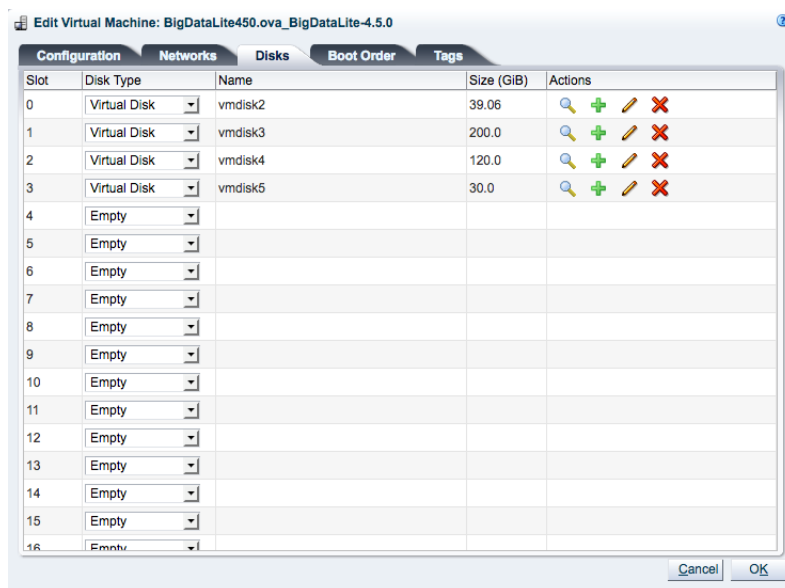 Edit Virtual Machine: BigDataLite450.ova_BigDataLite-4.5.0
Configuration Networks Disks Boot Order Tags
Slot Disk Type Name Size (GiB) Actions
0 Virtual Disk vmdisk2 39.06
1 Virtual Disk vmdisk3 200.0
2 Virtual Disk vmdisk4 120.0
3 Virtual Disk vmdisk5 30.0
4 Empty
5 Empty
6 Empty
7 Empty
8 Empty
9 Empty
10 Empty
11 Empty
12 Empty
13 Empty
14 Empty
15 Empty
16 Empty
Cancel OK